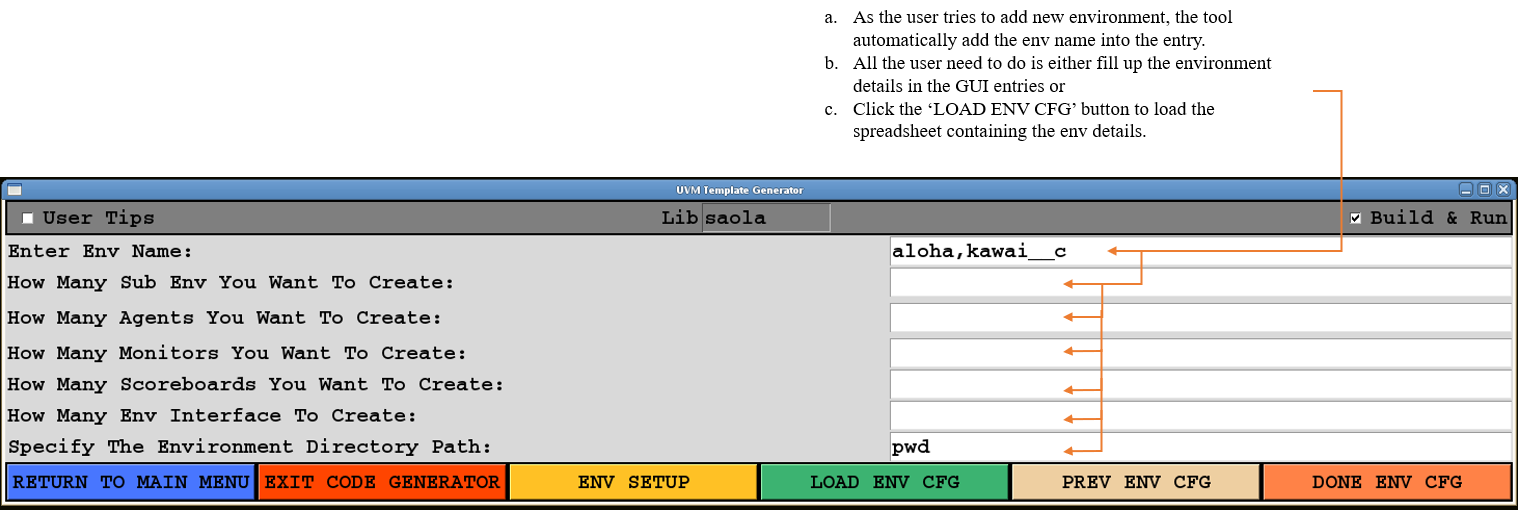 a. As the user tries to add new environment, the tool
automatically add the env name into the entry.
b. All the user need to do is either fill up the environment
details in the GUI entries or
c. Click the ‘LOAD ENV CFG’ button to load the
spreadsheet containing the env details.
UVM Template Generator
User Tips Lib saola Build & Run
Enter Env Name: aloha,kawai__c
How Many Sub Env You Want To Create:
How Many Agents You Want To Create:
How Many Monitors You Want To Create:
How Many Scoreboards You Want To Create:
How Many Env Interface To Create:
Specify The Environment Directory Path: pwd
RETURN TO MAIN MENU EXIT CODE GENERATOR ENV SETUP LOAD ENV CFG PREV ENV CFG DONE ENV CFG